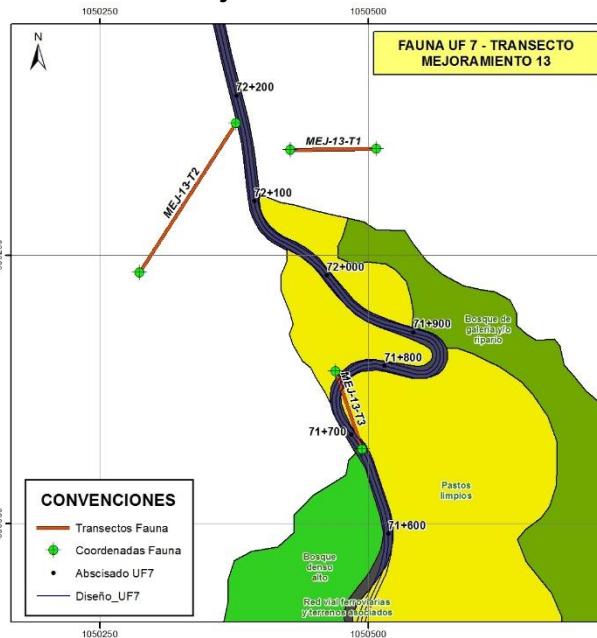 1050250
1050500
N
FAUNA UF 7 - TRANSECTO
MEJORAMIENTO 13
72+200
MEJ-13-T1
MEJ-13-T2
72+100
72+000
71+900
Bosque de
galería y/o
ripario
71+800
MEJ-13-T3
71+700
Pastos
limpios
71+600
CONVENCIONES
Transectos Fauna
Coordenadas Fauna
Abscisado UF7
Diseño_UF7
Bosque
denso
alto
Red vial ferroviarias
y terrenos asociados
1050250
1050500